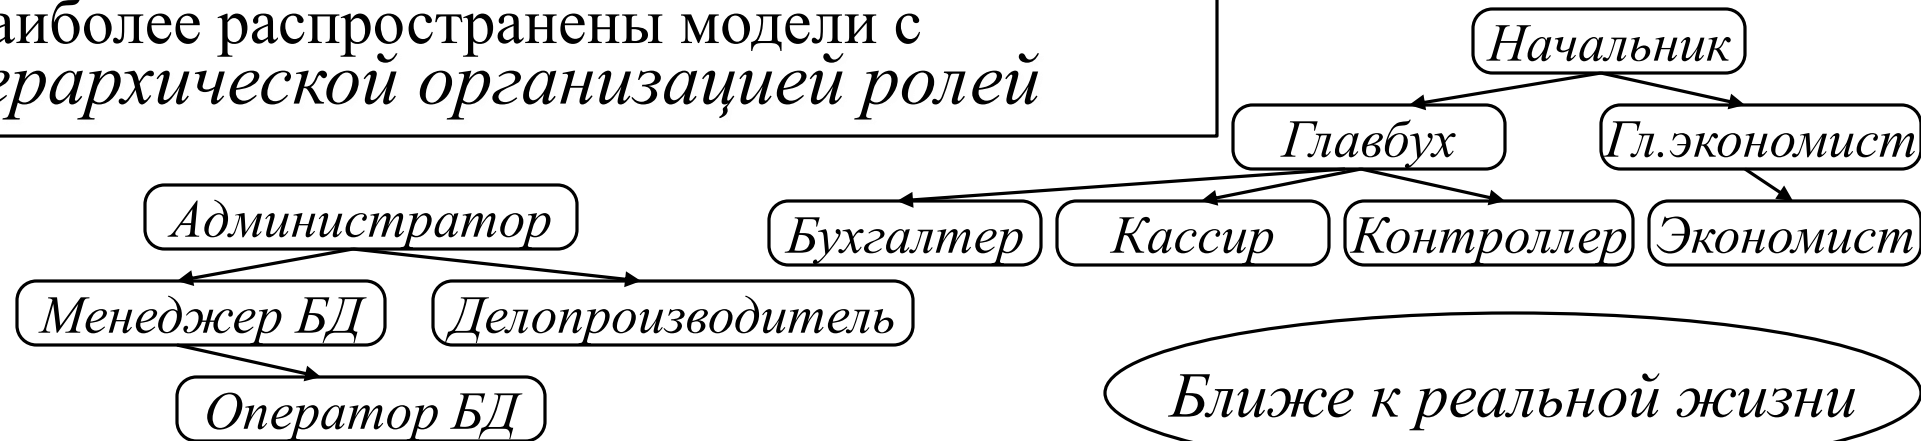 аиболее распространены модели с
ерархической организацией ролей
Начальник
Главбух
Гл.экономист
Администратор
Бухгалтер
Кассир
Контроллер
Экономист
Менеджер БД
Делопроизводитель
Оператор БД
Ближе к реальной жизни